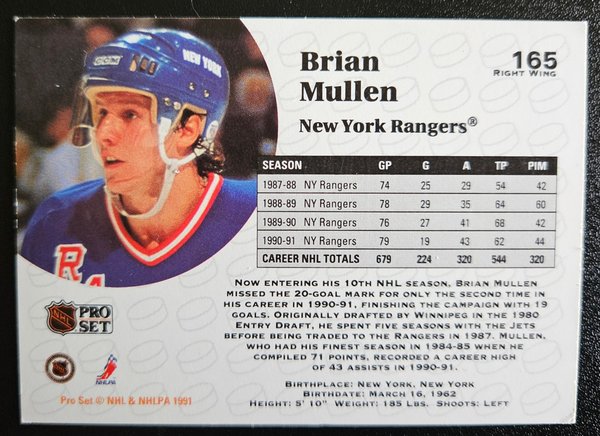 NEW YORK
CCM
Brian
Mullen
165
RIGHT WING
New York Rangers®
SEASON GP G A TP PIM
1987-88 NY Rangers 74 25 29 54 42
1988-89 NY Rangers 78 29 35 64 60
1989-90 NY Rangers 76 27 41 68 42
1990-91 NY Rangers 79 19 43 62 44
CAREER NHL TOTALS 679 224 320 544 320
NOW ENTERING HIS 10TH NHL SEASON, BRIAN MULLEN
MISSED THE 20-GOAL MARK FOR ONLY THE SECOND TIME IN
HIS CAREER IN 1990-91, FINISHING THE CAMPAIGN WITH 19
GOALS. ORIGINALLY DRAFTED BY WINNIPEG IN THE 1980
ENTRY DRAFT, HE SPENT FIVE SEASONS WITH THE JETS
BEFORE BEING TRADED TO THE RANGERS IN 1987. MULLEN,
WHO HAD HIS FINEST SEASON IN 1984-85 WHEN HE
COMPILED 71 POINTS, RECORDED A CAREER HIGH
OF 43 ASSISTS IN 1990-91.
BIRTHPLACE: NEW YORK, NEW YORK
BIRTHDATE: MARCH 16, 1962
HEIGHT: 5' 10" WEIGHT: 185 LBS. SHOOTS: LEFT
RA
NHL
PRO
SET
NHLPA
Pro Set © NHL & NHLPA 1991